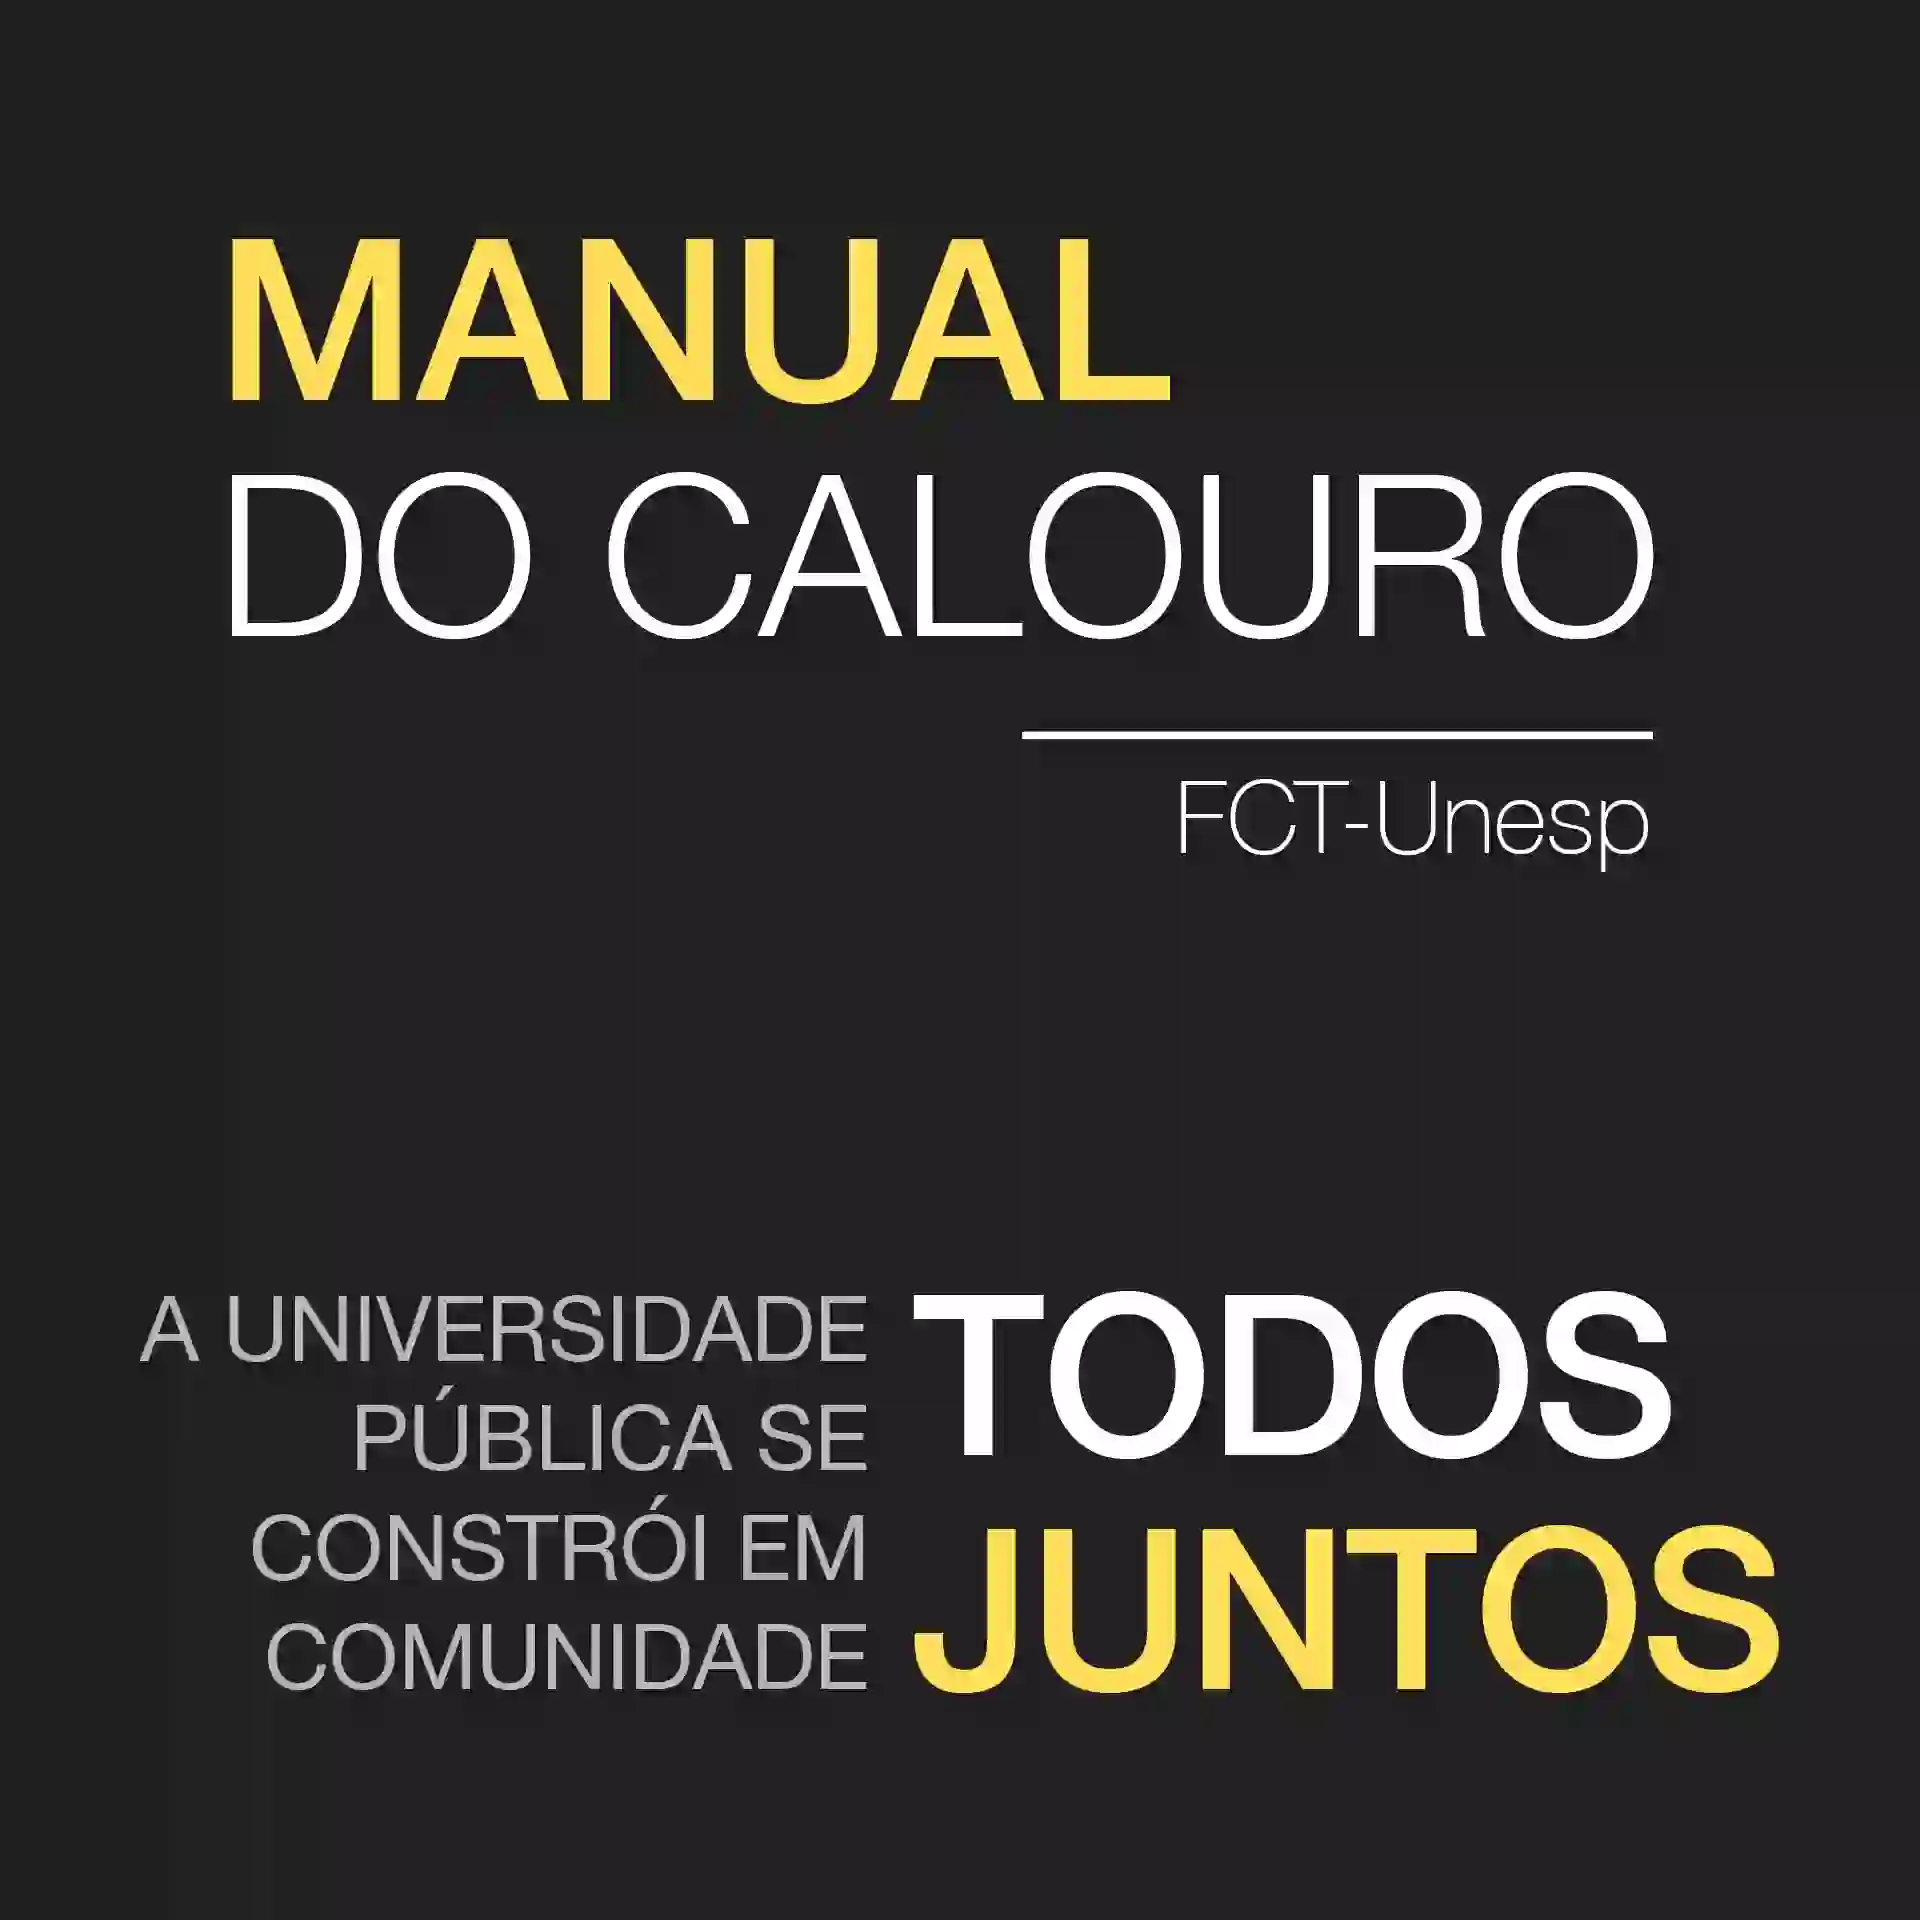 MANUAL
DO CALOURO
FCT-Unesp
A UNIVERSIDADE
PÚBLICA SE
CONSTRÓI EM
COMUNIDADE
TODOS
JUNTOS